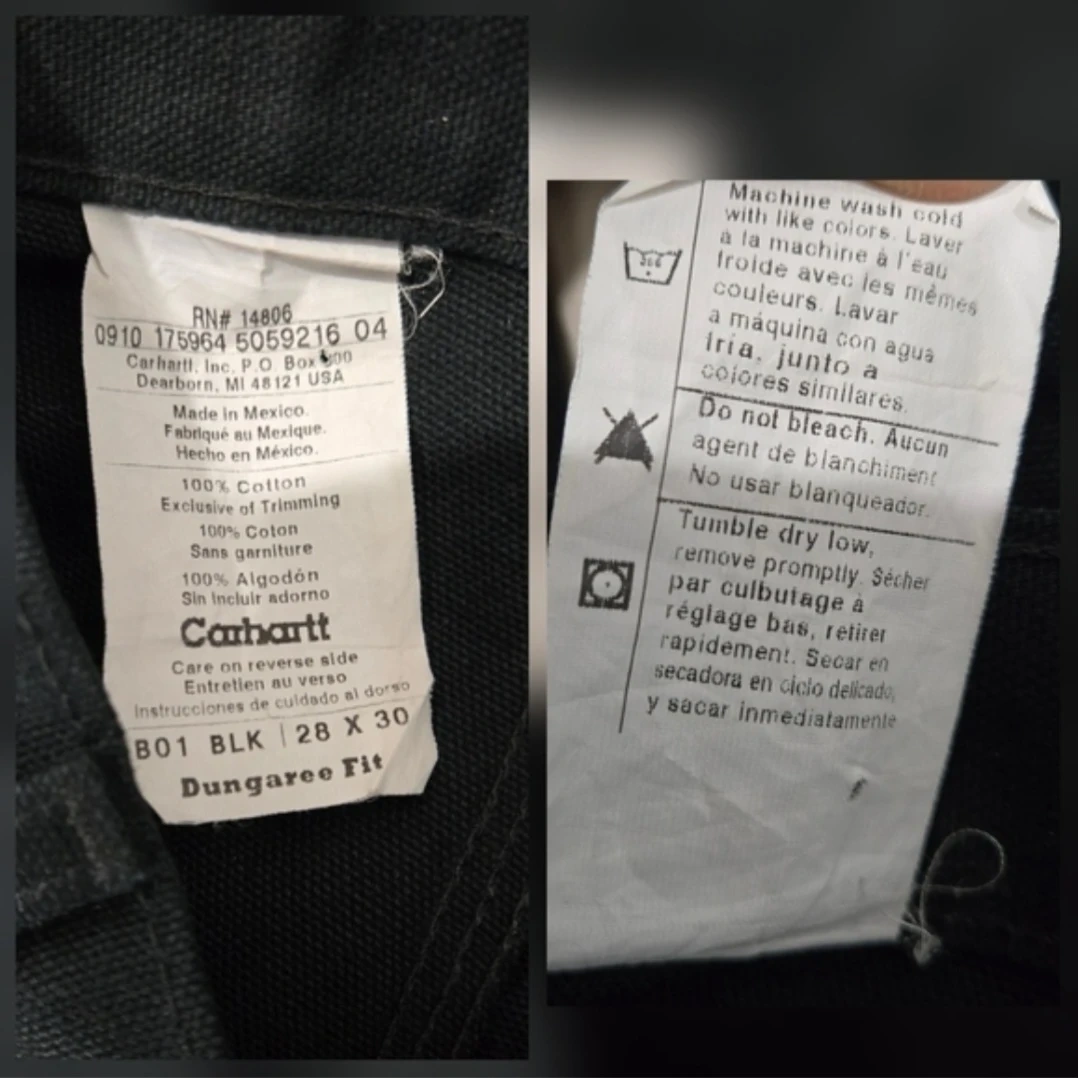 RN# 14806
0910 175964 5059216 04
Carhartt, Inc. P.O. Box 600
Dearborn, MI 48121 USA
Made in Mexico.
Fabriqué au Mexique.
Hecho en México.
100% Cotton
Exclusive of Trimming
100% Coton
Sans garniture
100% Algodón
Sin incluir adorno
Carhartt
Care on reverse side
Entretien au verso
Instrucciones de cuidado al dorso
B01 BLK | 28 X 30
Dungaree Fit
Machine wash cold
with like colors. Laver
à la machine à l'eau
froide avec les mêmes
couleurs. Lavar
a máquina con agua
fría, junto a
colores similares.
Do not bleach. Aucun
agent de blanchiment
No usar blanqueador.
Tumble dry low,
remove promptly. Sécher
par culbutage à
réglage bas, retirer
rapidement. Secar en
secadora en ciclo delicado,
y sacar inmediatamente